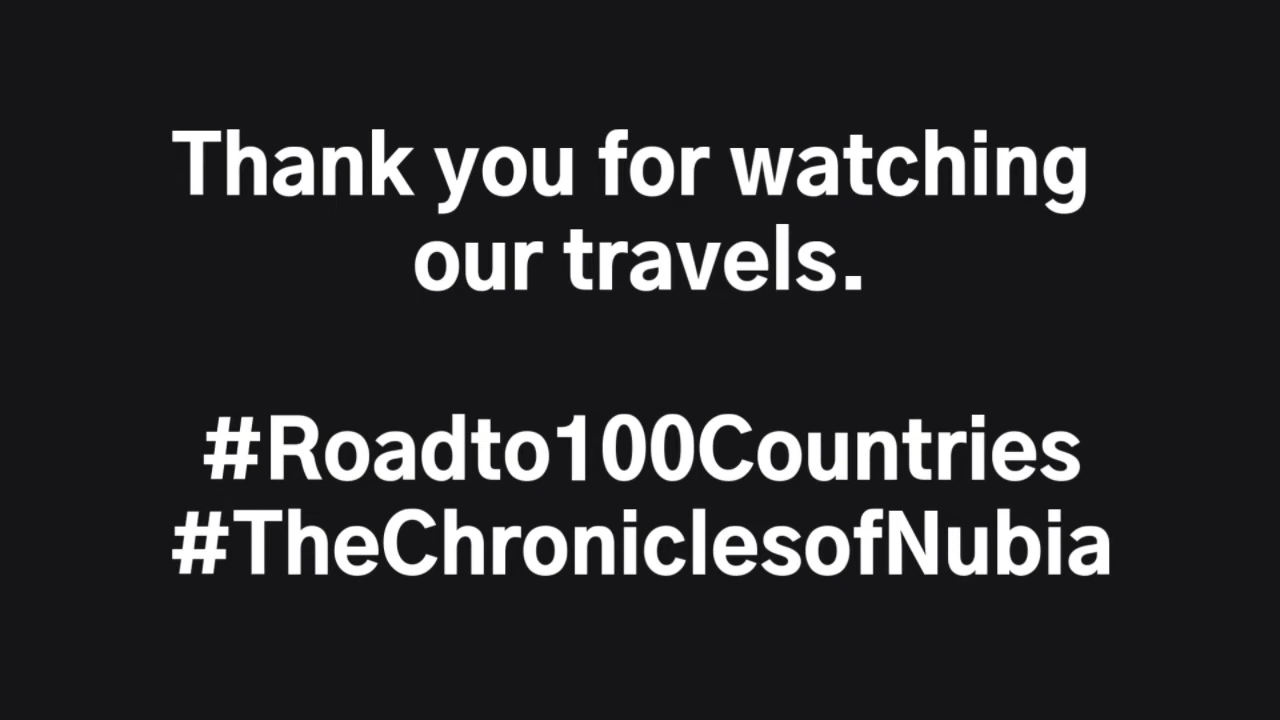 Thank you for watching
our travels.
#Roadto100Countries
#TheChroniclesofNubia